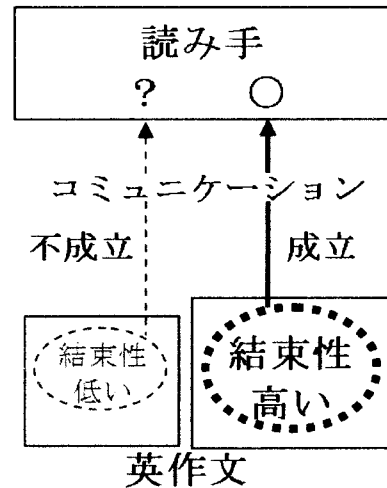 読み手
? ○
コミュニケーション
不成立 成立
結束性
低い
結束性
高い
英作文